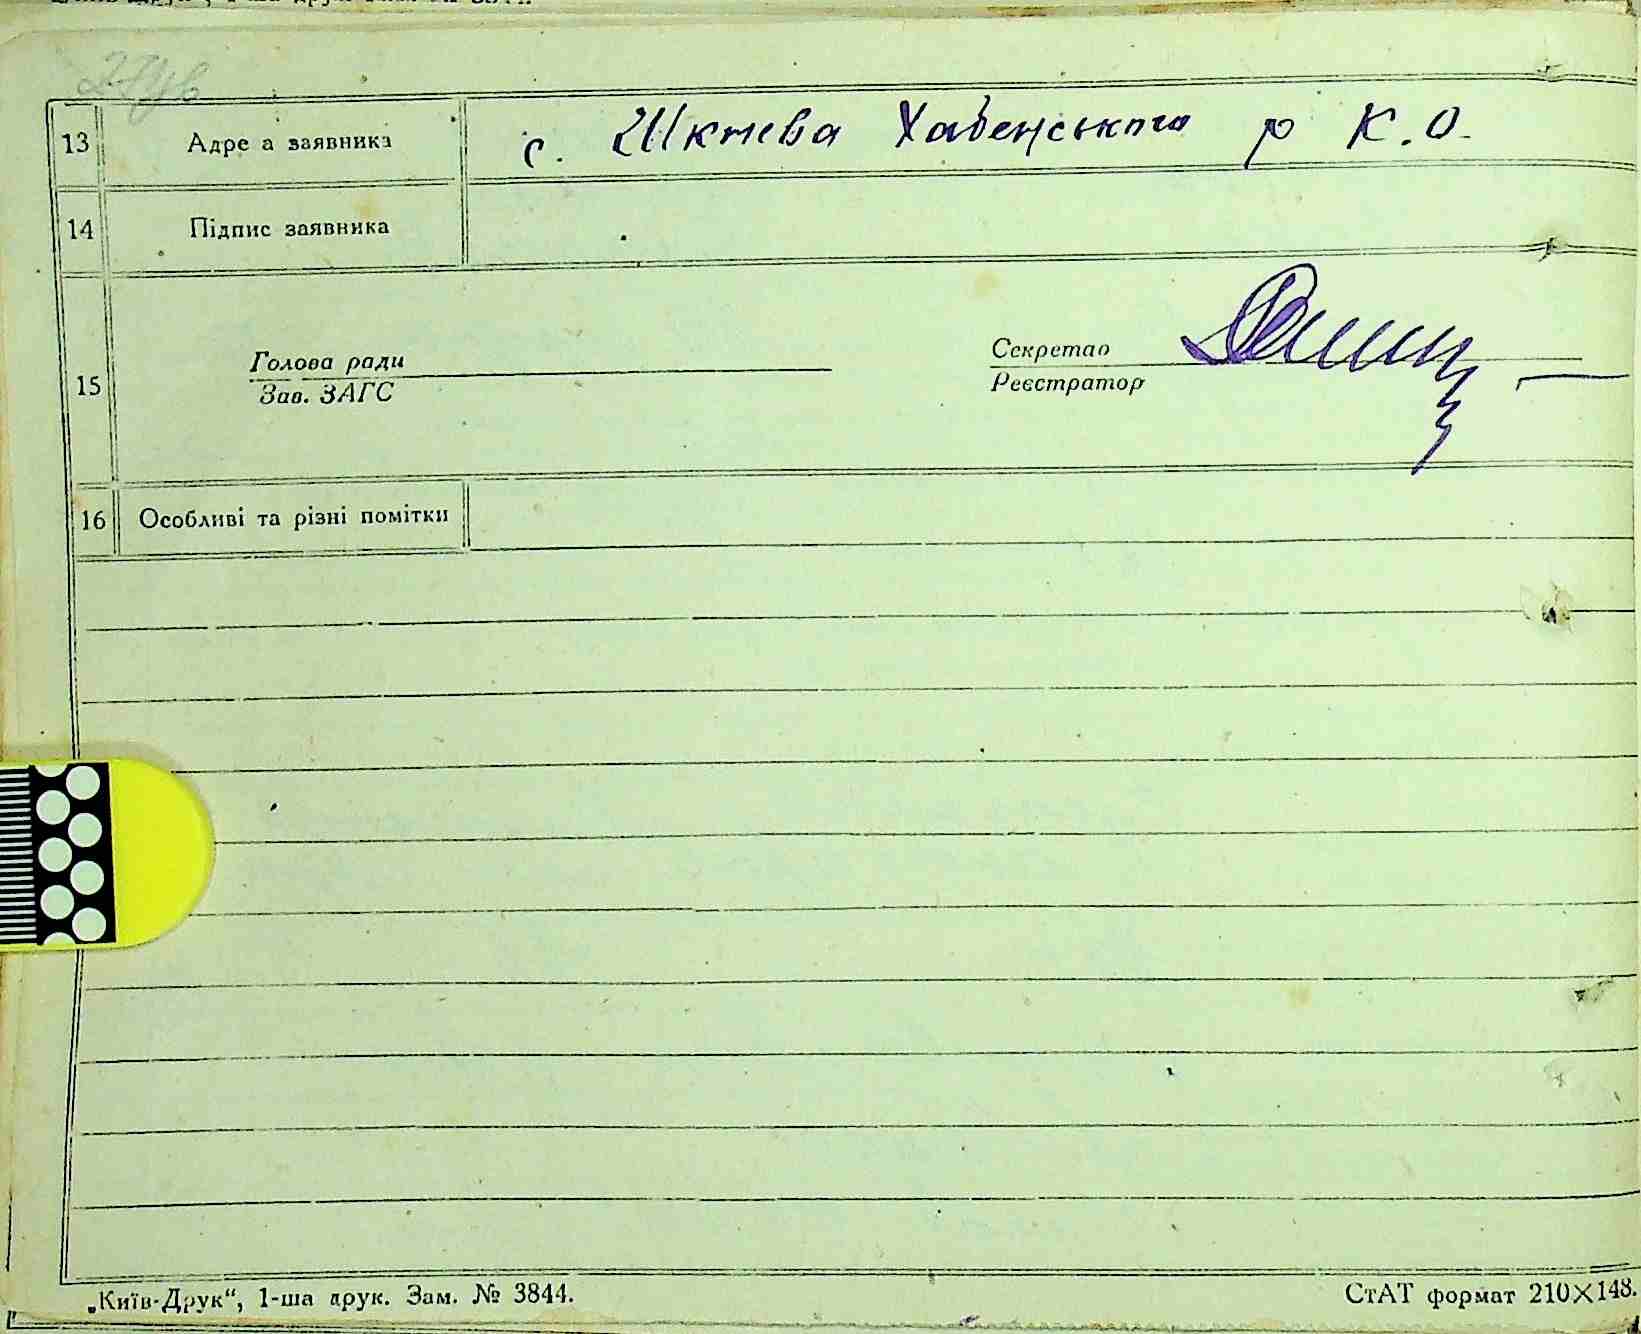 274в
13 Адре а заявника с. Шкнева Хабенського р К.О.
14 Підпис заявника
15 Голова ради Секретар
Зав. ЗАГС Реєстратор
16 Особливі та різні помітки
„Київ-Друк“, 1-ша друк. Зам. № 3844. СтАТ формат 210×148.